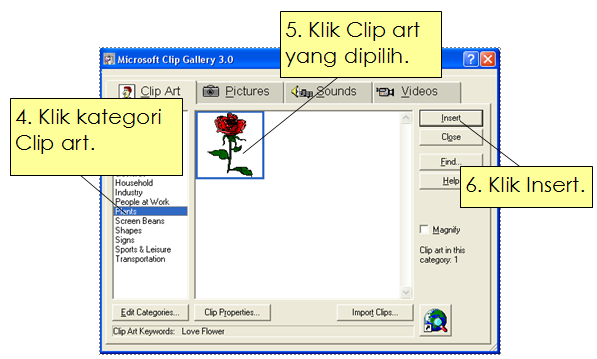 5. Klik Clip art
yang dipilih.
Microsoft Clip Gallery 3.0
Clip Art
Pictures
Sounds
Videos
4. Klik kategori
Clip art.
Household
Industry
People at Work
Plants
Screen Beans
Shapes
Signs
Sports & Leisure
Transportation
Insert
Close
Find...
Help
6. Klik Insert.
Magnify
Clip art in this
category: 1
Edit Categories...
Clip Properties...
Import Clips...
Clip Art Keywords: Love Flower